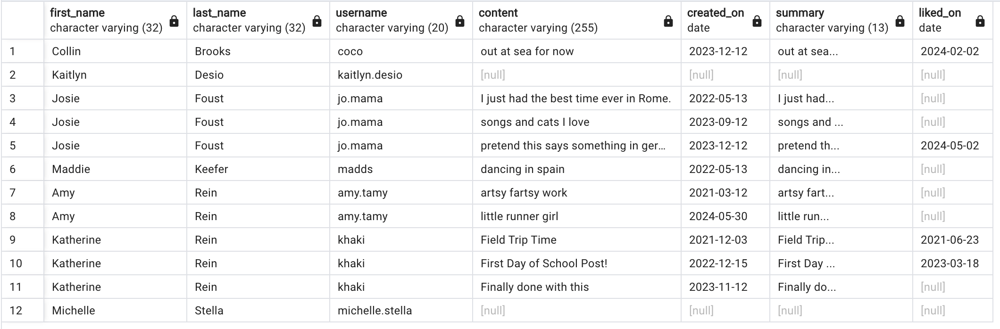 first_name last_name username content created_on summary liked_on
character varying (32) character varying (32) character varying (20) character varying (255) date character varying (13) date
1 Collin Brooks coco out at sea for now 2023-12-12 out at sea... 2024-02-02
2 Kaitlyn Desio kaitlyn.desio [null] [null] [null] [null]
3 Josie Foust jo.mama I just had the best time ever in Rome. 2022-05-13 I just had... [null]
4 Josie Foust jo.mama songs and cats I love 2023-09-12 songs and ... [null]
5 Josie Foust jo.mama pretend this says something in ger... 2023-12-12 pretend th... 2024-05-02
6 Maddie Keefer madds dancing in spain 2022-05-13 dancing in... [null]
7 Amy Rein amy.tamy artsy fartsy work 2021-03-12 artsy fart... [null]
8 Amy Rein amy.tamy little runner girl 2024-05-30 little run... [null]
9 Katherine Rein khaki Field Trip Time 2021-12-03 Field Trip... 2021-06-23
10 Katherine Rein khaki First Day of School Post! 2022-12-15 First Day ... 2023-03-18
11 Katherine Rein khaki Finally done with this 2023-11-12 Finally do... [null]
12 Michelle Stella michelle.stella [null] [null] [null] [null]